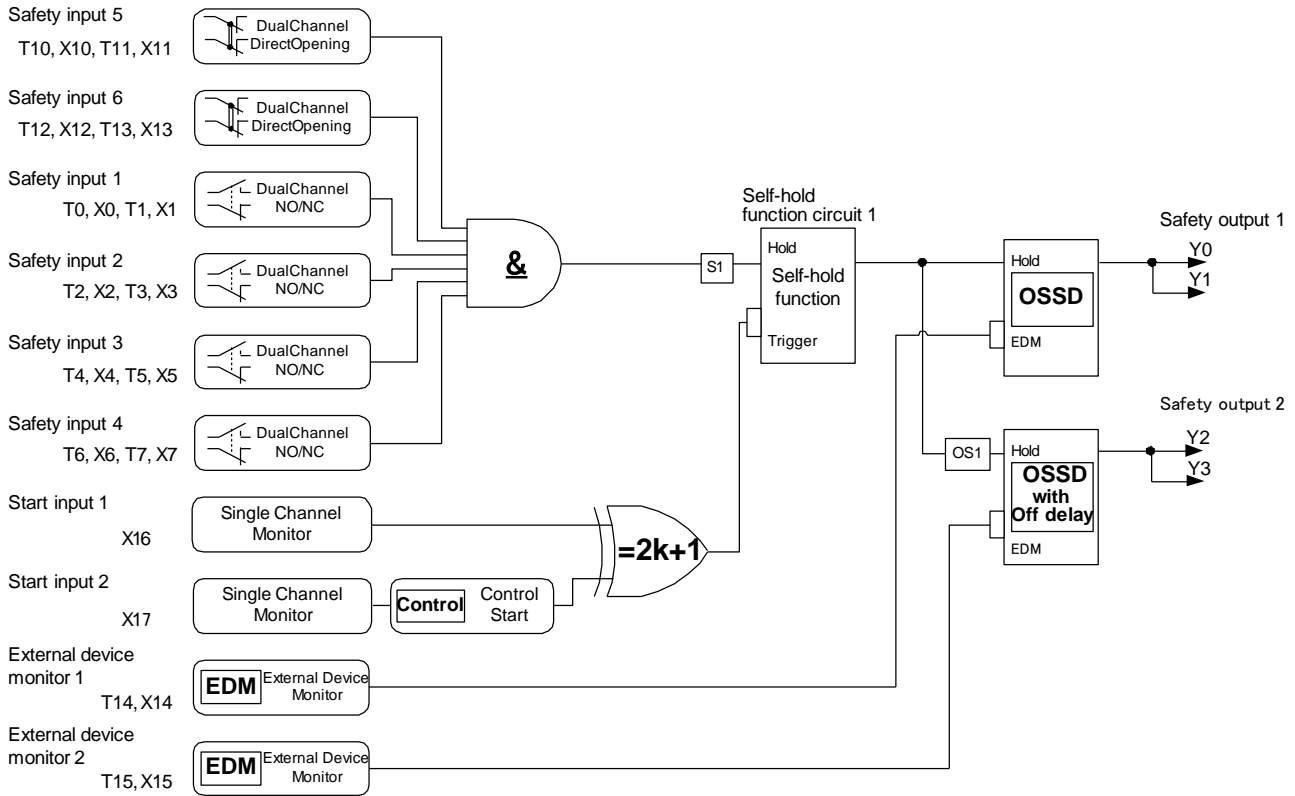 Safety input 5
T10, X10, T11, X11
DualChannel
DirectOpening
Safety input 6
T12, X12, T13, X13
DualChannel
DirectOpening
Safety input 1
T0, X0, T1, X1
DualChannel
NO/NC
Safety input 2
T2, X2, T3, X3
DualChannel
NO/NC
Safety input 3
T4, X4, T5, X5
DualChannel
NO/NC
Safety input 4
T6, X6, T7, X7
DualChannel
NO/NC
Start input 1
X16
Single Channel
Monitor
Start input 2
X17
Single Channel
Monitor
Control
Control
Start
External device
monitor 1
T14, X14
EDM
External Device
Monitor
External device
monitor 2
T15, X15
EDM
External Device
Monitor
&
=2k+1
S1
Self-hold
function circuit 1
Hold
Self-hold
function
Trigger
Hold
OSSD
EDM
Safety output 1
Y0
Y1
OS1
Hold
OSSD
with
Off delay
EDM
Safety output 2
Y2
Y3